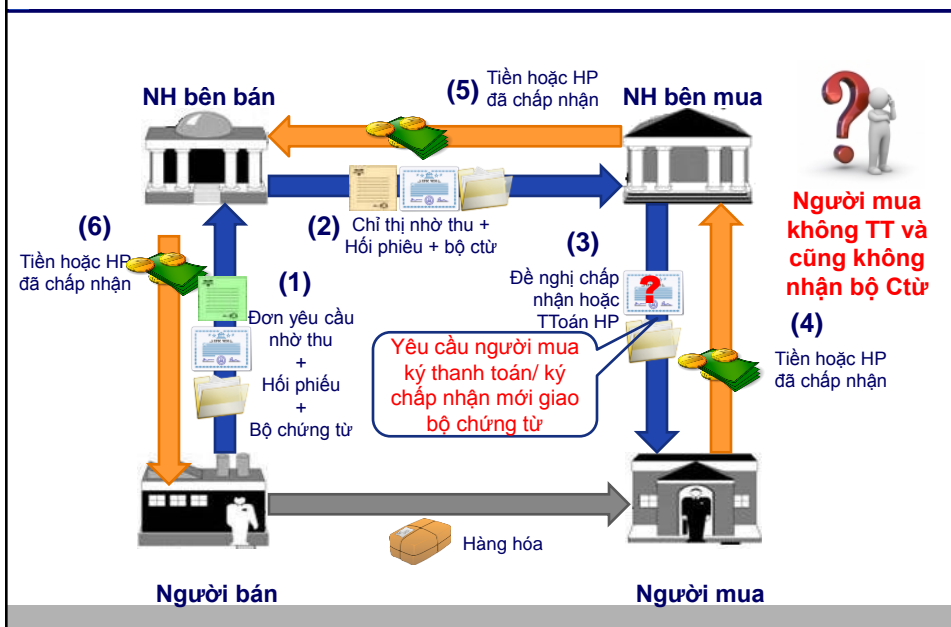 NH bên bán
(5)
Tiền hoặc HP
đã chấp nhận
NH bên mua
(2)
Chỉ thị nhờ thu +
Hối phiêu + bộ ctừ
(6)
Tiền hoặc HP
đã chấp nhận
(1)
Đơn yêu cầu
nhờ thu
+
Hối phiếu
+
Bộ chứng từ
(3)
Đề nghị chấp
nhận hoặc
TToán HP
?
Yêu cầu người mua
ký thanh toán/ ký
chấp nhận mới giao
bộ chứng từ
Người mua
không TT và
cũng không
nhận bộ Ctừ
(4)
Tiền hoặc HP
đã chấp nhận
Hàng hóa
Người bán
Người mua